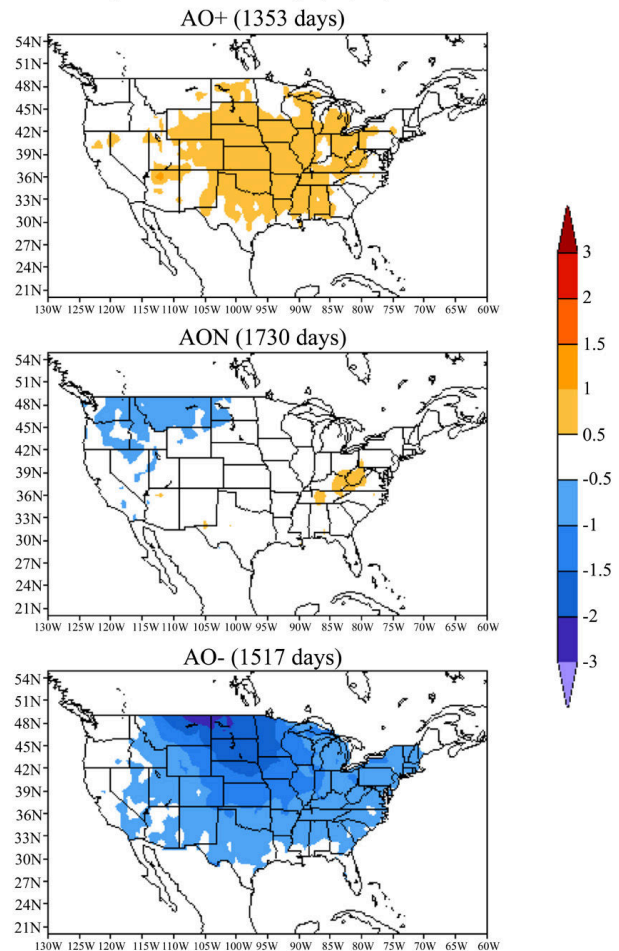 AO+ (1353 days)
54N
51N
48N
45N
42N
39N
36N
33N
30N
27N
24N
21N
130W 125W 120W 115W 110W 105W 100W 95W 90W 85W 80W 75W 70W 65W 60W
AON (1730 days)
54N
51N
48N
45N
42N
39N
36N
33N
30N
27N
24N
21N
130W 125W 120W 115W 110W 105W 100W 95W 90W 85W 80W 75W 70W 65W 60W
AO- (1517 days)
54N
51N
48N
45N
42N
39N
36N
33N
30N
27N
24N
21N
130W 125W 120W 115W 110W 105W 100W 95W 90W 85W 80W 75W 70W 65W 60W
3
2
1.5
1
0.5
-0.5
-1
-1.5
-2
-3